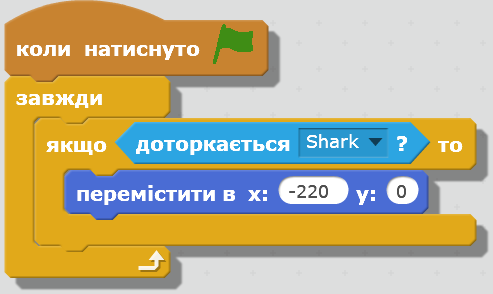 коли натиснуто
завжди
якщо доторкається Shark ? то
перемістити в x: -220 y: 0